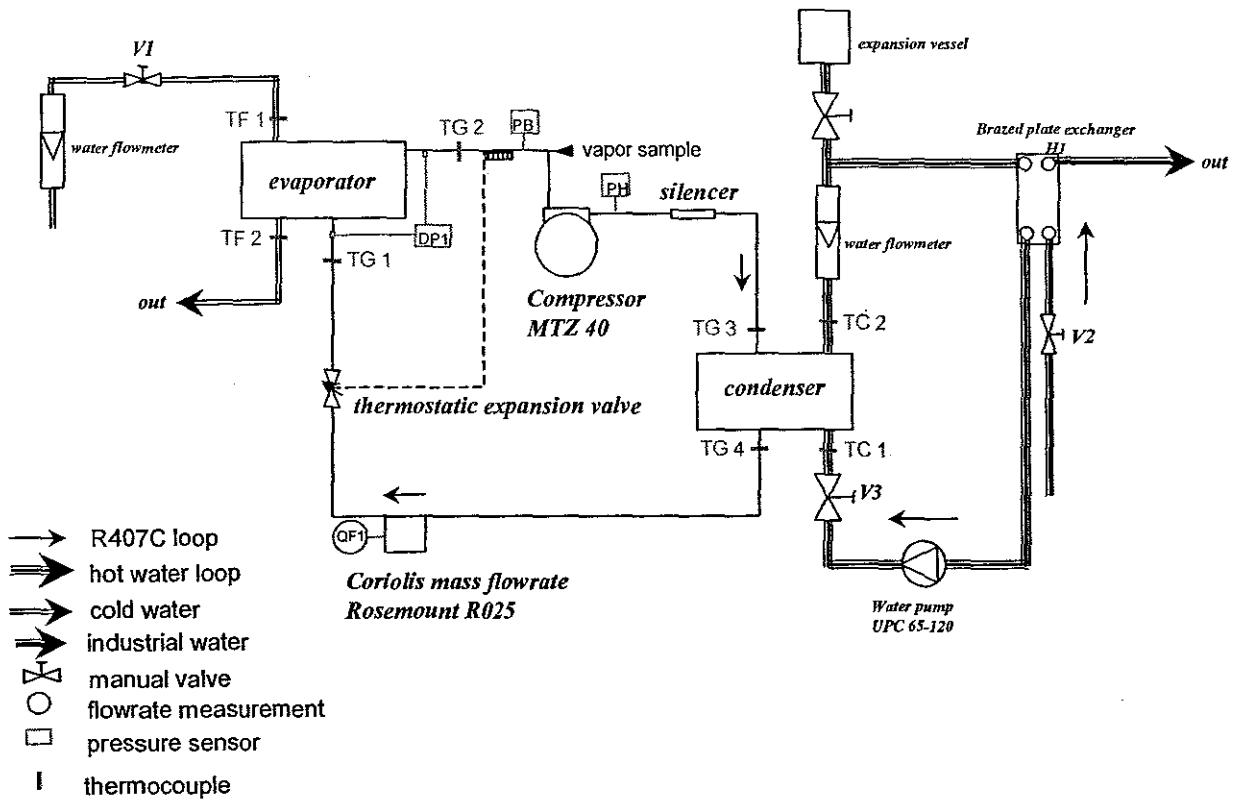 V1
expansion vessel
TF 1
TG 2
PB
vapor sample
Brazed plate exchanger
H1
out
water flowmeter
evaporator
PH
silencer
TF 2
DP1
TG 1
out
Compressor
MTZ 40
water flowmeter
TG 3
TC 2
V2
condenser
thermostatic expansion valve
TG 4
TC 1
V3
QF1
Coriolis mass flowrate
Rosemount R025
Water pump
UPC 65-120
R407C loop
hot water loop
cold water
industrial water
manual valve
flowrate measurement
pressure sensor
thermocouple